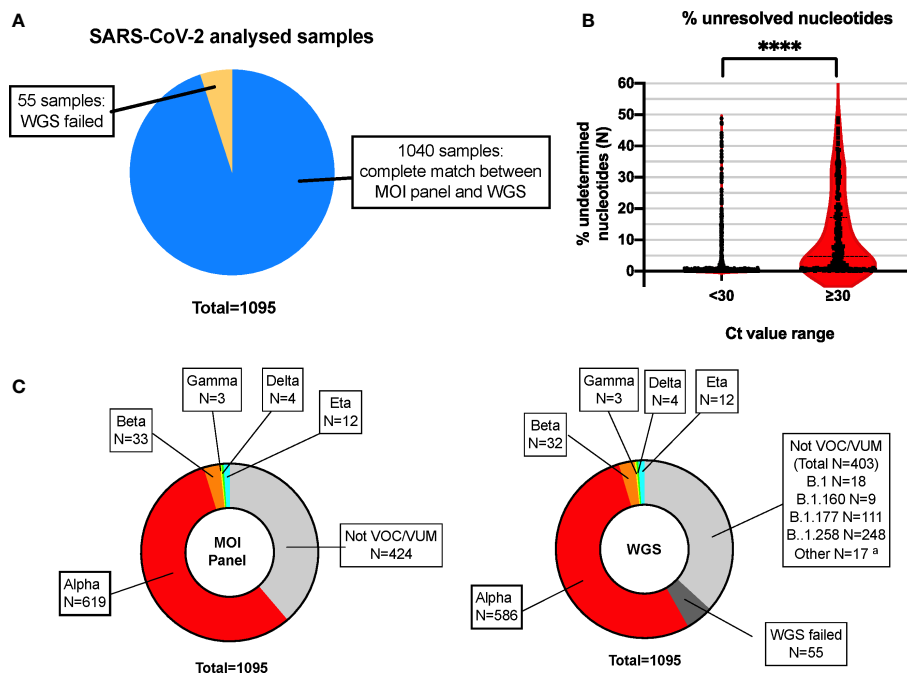 A
SARS-CoV-2 analysed samples
55 samples:
WGS failed
1040 samples:
complete match between
MOI panel and WGS
Total=1095
B
% unresolved nucleotides
****
% undetermined
nucleotides (N)
60
50
40
30
20
10
0
<30
≥30
Ct value range
C
Gamma
N=3
Delta
N=4
Eta
N=12
Beta
N=33
MOI
Panel
Not VOC/VUM
N=424
Alpha
N=619
Total=1095
Gamma
N=3
Delta
N=4
Eta
N=12
Beta
N=32
WGS
Not VOC/VUM
(Total N=403)
B.1 N=18
B.1.160 N=9
B.1.177 N=111
B..1.258 N=248
Other N=17 a
Alpha
N=586
WGS failed
N=55
Total=1095